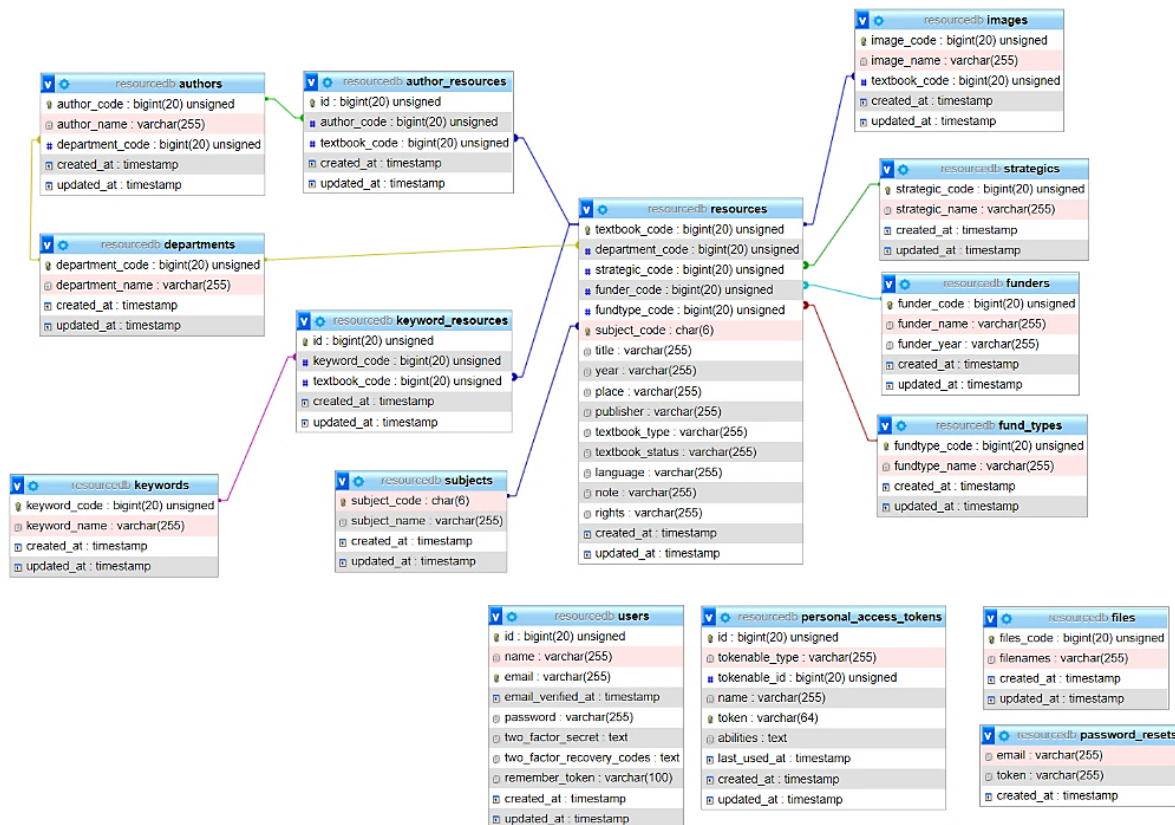 resourcedb images
image_code : bigint(20) unsigned
image_name : varchar(255)
textbook_code : bigint(20) unsigned
created_at : timestamp
updated_at : timestamp
resourcedb authors
author_code : bigint(20) unsigned
author_name : varchar(255)
department_code : bigint(20) unsigned
created_at : timestamp
updated_at : timestamp
resourcedb author_resources
id : bigint(20) unsigned
author_code : bigint(20) unsigned
textbook_code : bigint(20) unsigned
created_at : timestamp
updated_at : timestamp
resourcedb strategics
strategic_code : bigint(20) unsigned
strategic_name : varchar(255)
created_at : timestamp
updated_at : timestamp
resourcedb resources
textbook_code : bigint(20) unsigned
department_code : bigint(20) unsigned
strategic_code : bigint(20) unsigned
funder_code : bigint(20) unsigned
fundtype_code : bigint(20) unsigned
subject_code : char(6)
title : varchar(255)
year : varchar(255)
place : varchar(255)
publisher : varchar(255)
textbook_type : varchar(255)
textbook_status : varchar(255)
language : varchar(255)
note : varchar(255)
rights : varchar(255)
created_at : timestamp
updated_at : timestamp
resourcedb departments
department_code : bigint(20) unsigned
department_name : varchar(255)
created_at : timestamp
updated_at : timestamp
resourcedb funders
funder_code : bigint(20) unsigned
funder_name : varchar(255)
funder_year : varchar(255)
created_at : timestamp
updated_at : timestamp
resourcedb keyword_resources
id : bigint(20) unsigned
keyword_code : bigint(20) unsigned
textbook_code : bigint(20) unsigned
created_at : timestamp
updated_at : timestamp
resourcedb fund_types
fundtype_code : bigint(20) unsigned
fundtype_name : varchar(255)
created_at : timestamp
updated_at : timestamp
resourcedb keywords
keyword_code : bigint(20) unsigned
keyword_name : varchar(255)
created_at : timestamp
updated_at : timestamp
resourcedb subjects
subject_code : char(6)
subject_name : varchar(255)
created_at : timestamp
updated_at : timestamp
resourcedb users
id : bigint(20) unsigned
name : varchar(255)
email : varchar(255)
email_verified_at : timestamp
password : varchar(255)
two_factor_secret : text
two_factor_recovery_codes : text
remember_token : varchar(100)
created_at : timestamp
updated_at : timestamp
resourcedb personal_access_tokens
id : bigint(20) unsigned
tokenable_type : varchar(255)
tokenable_id : bigint(20) unsigned
name : varchar(255)
token : varchar(64)
abilities : text
last_used_at : timestamp
created_at : timestamp
updated_at : timestamp
resourcedb files
files_code : bigint(20) unsigned
filenames : varchar(255)
created_at : timestamp
updated_at : timestamp
resourcedb password_resets
email : varchar(255)
token : varchar(255)
created_at : timestamp